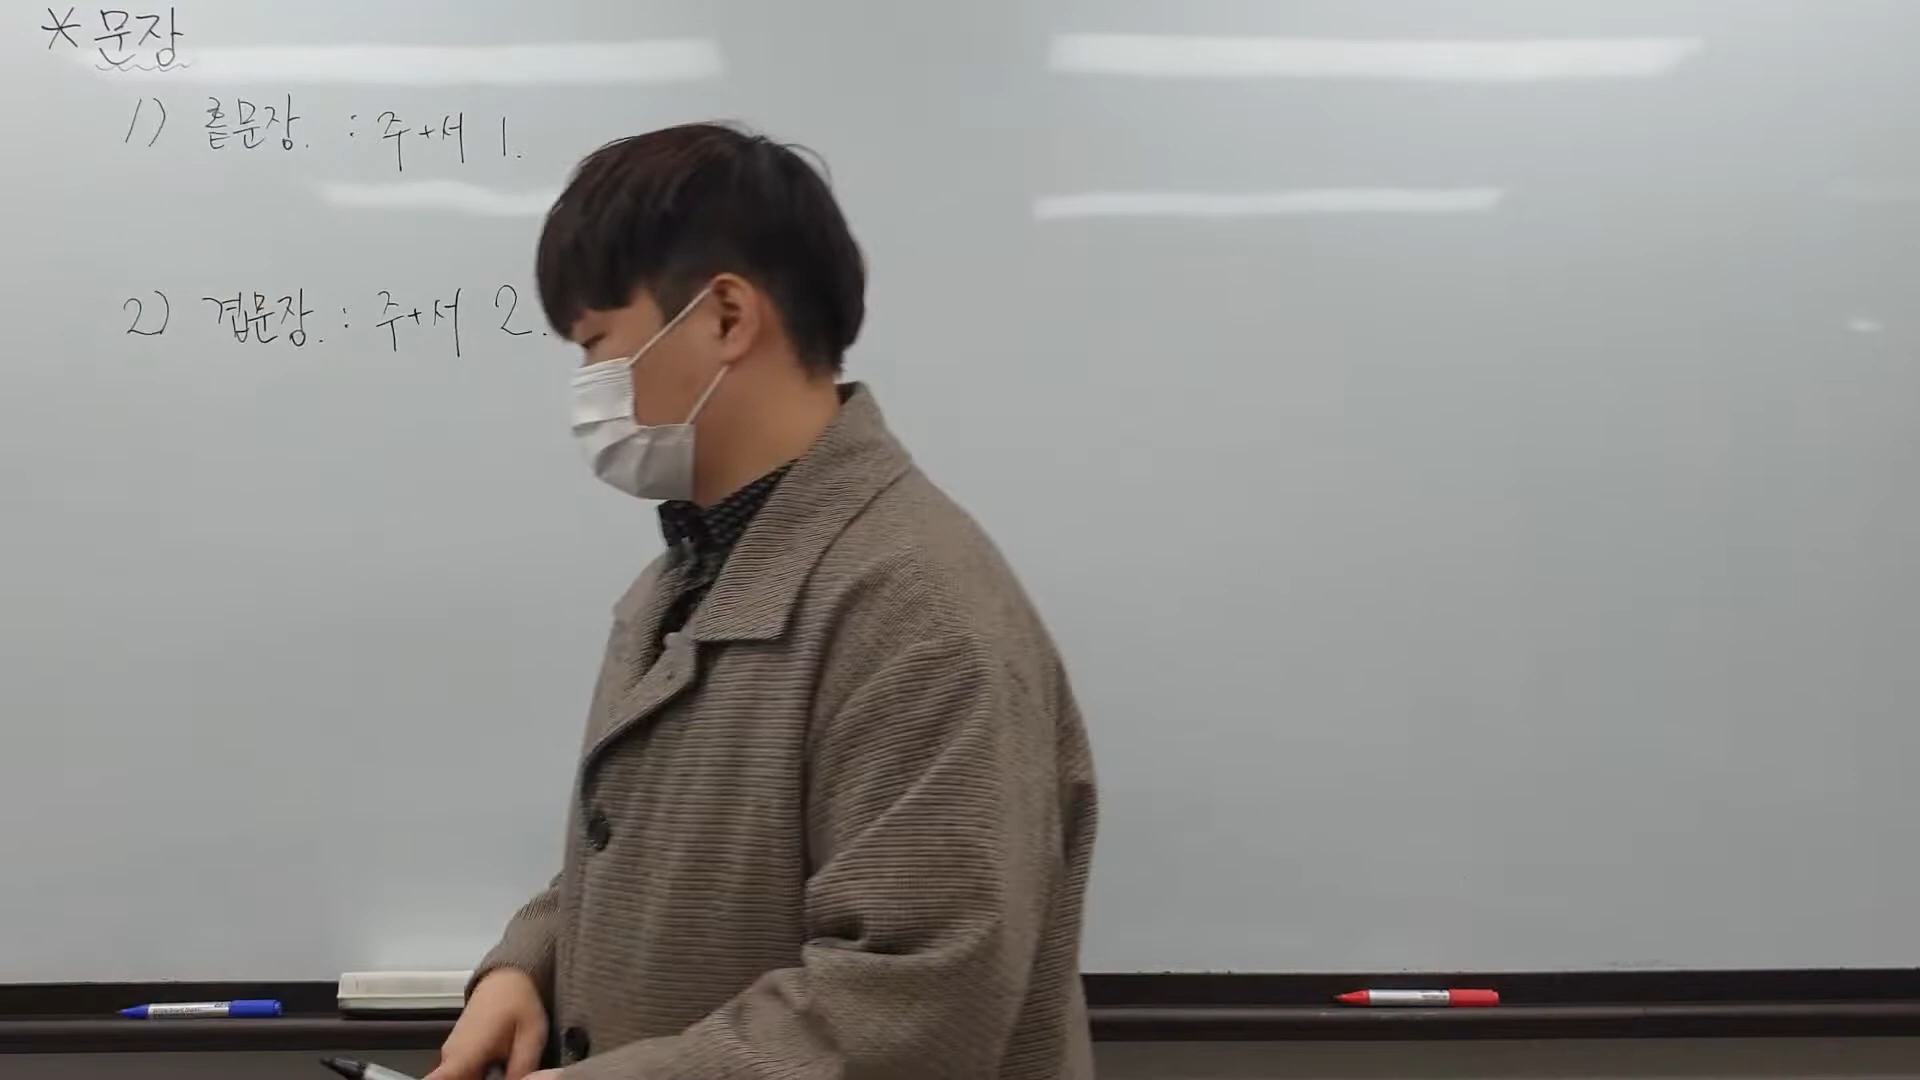 * 문장
1) 홑문장. : 주+서 1.
2) 겹문장. : 주+서 2.